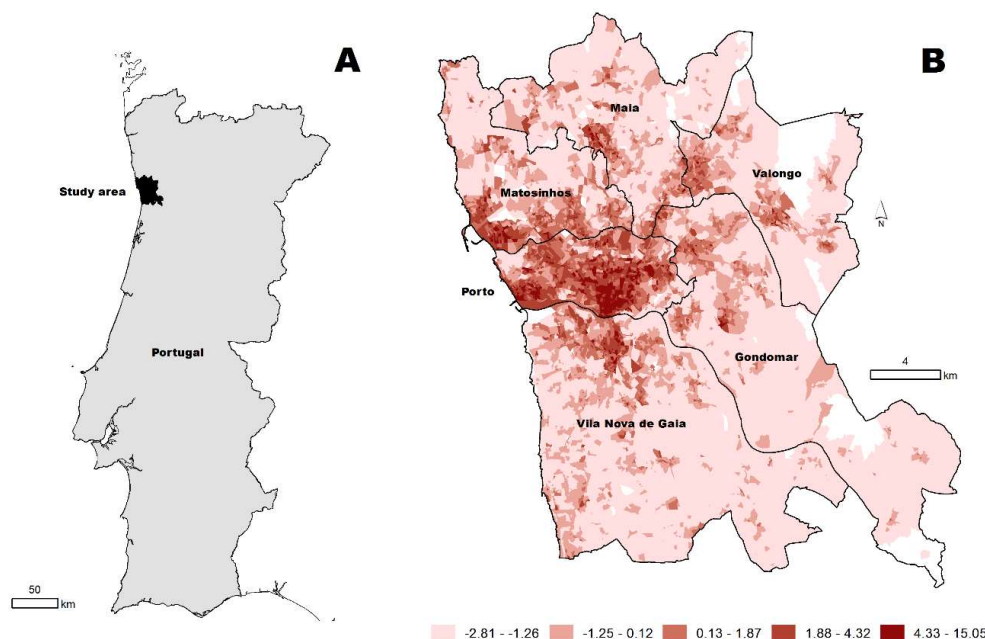 A
Study area
Portugal
50
km
B
Maia
Valongo
Matosinhos
N
Porto
Gondomar
4
km
Vila Nova de Gaia
-2.81 - -1.26
-1.25 - 0.12
0.13 - 1.87
1.88 - 4.32
4.33 - 15.05